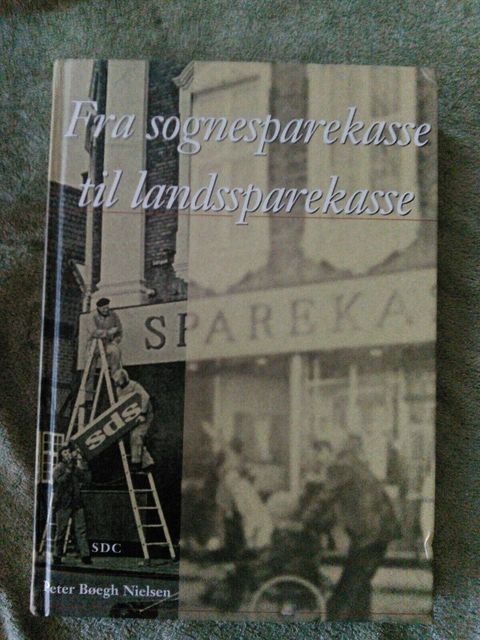 Fra sognesparekasse
til landssparekasse
SPAREKA
SDS
SDC
Peter Bøegh Nielsen